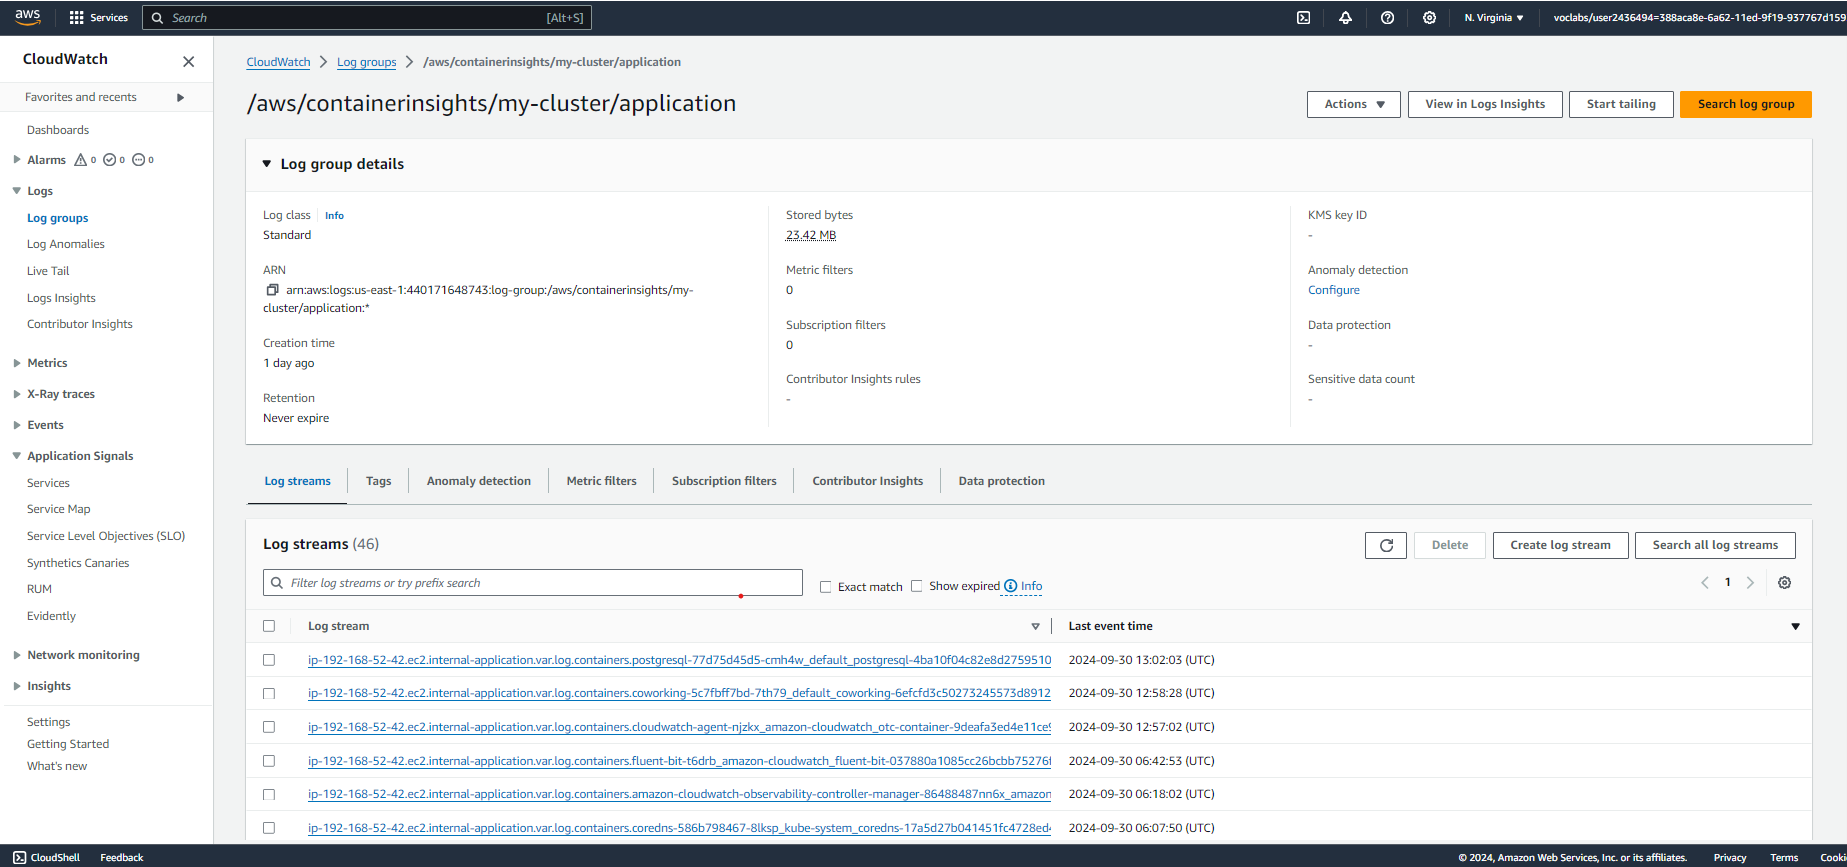 aws
Services
Search [Alt+S]
N. Virginia
voclabs/user2436494=388aca8e-6a62-11ed-9f19-937767d159
CloudWatch
Favorites and recents
Dashboards
Alarms 0 0 0
Logs
Log groups
Log Anomalies
Live Tail
Logs Insights
Contributor Insights
Metrics
X-Ray traces
Events
Application Signals
Services
Service Map
Service Level Objectives (SLO)
Synthetics Canaries
RUM
Evidently
Network monitoring
Insights
Settings
Getting Started
What's new
CloudWatch > Log groups > /aws/containerinsights/my-cluster/application
/aws/containerinsights/my-cluster/application
Actions
View in Logs Insights
Start tailing
Search log group
Log group details
Log class Info
Standard
ARN
arn:aws:logs:us-east-1:440171648743:log-group:/aws/containerinsights/my-
cluster/application:*
Creation time
1 day ago
Retention
Never expire
Stored bytes
23.42 MB
Metric filters
0
Subscription filters
0
Contributor Insights rules
-
KMS key ID
-
Anomaly detection
Configure
Data protection
-
Sensitive data count
-
Log streams
Tags
Anomaly detection
Metric filters
Subscription filters
Contributor Insights
Data protection
Log streams (46)
Delete
Create log stream
Search all log streams
Filter log streams or try prefix search
Exact match
Show expired Info
1
Log stream Last event time
ip-192-168-52-42.ec2.internal-application.var.log.containers.postgresql-77d75d45d5-cmh4w_default_postgresql-4ba10f04c82e8d2759510 2024-09-30 13:02:03 (UTC)
ip-192-168-52-42.ec2.internal-application.var.log.containers.coworking-5c7fbff7bd-7th79_default_coworking-6efcfd3c50273245573d8912 2024-09-30 12:58:28 (UTC)
ip-192-168-52-42.ec2.internal-application.var.log.containers.cloudwatch-agent-njzkx_amazon-cloudwatch_otc-container-9deafa3ed4e11ce9 2024-09-30 12:57:02 (UTC)
ip-192-168-52-42.ec2.internal-application.var.log.containers.fluent-bit-t6drb_amazon-cloudwatch_fluent-bit-037880a1085cc26bcbb75276f 2024-09-30 06:42:53 (UTC)
ip-192-168-52-42.ec2.internal-application.var.log.containers.amazon-cloudwatch-observability-controller-manager-86488487nn6x_amazon 2024-09-30 06:18:02 (UTC)
ip-192-168-52-42.ec2.internal-application.var.log.containers.coredns-586b798467-8lksp_kube-system_coredns-17a5d27b041451fc4728ed4 2024-09-30 06:07:50 (UTC)
CloudShell
Feedback
© 2024, Amazon Web Services, Inc. or its affiliates.
Privacy
Terms
Cooki